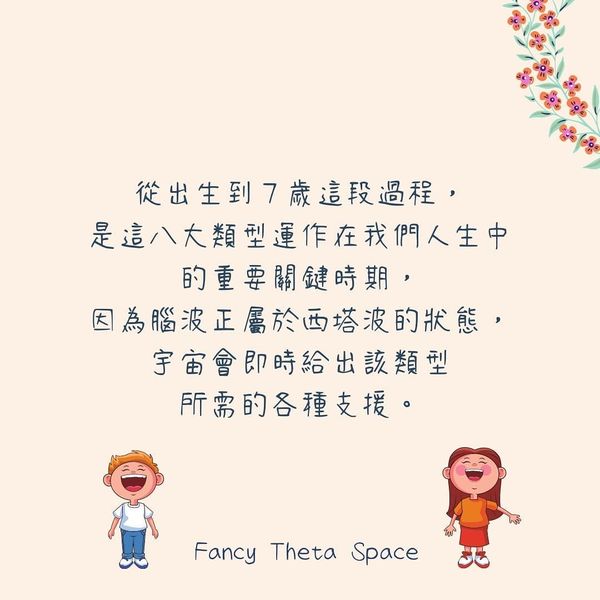 從出生到7歲這段過程，
是這八大類型運作在我們人生中
的重要關鍵時期，
因為腦波正屬於西塔波的狀態，
宇宙會即時給出該類型
所需的各種支援。
Fancy Theta Space